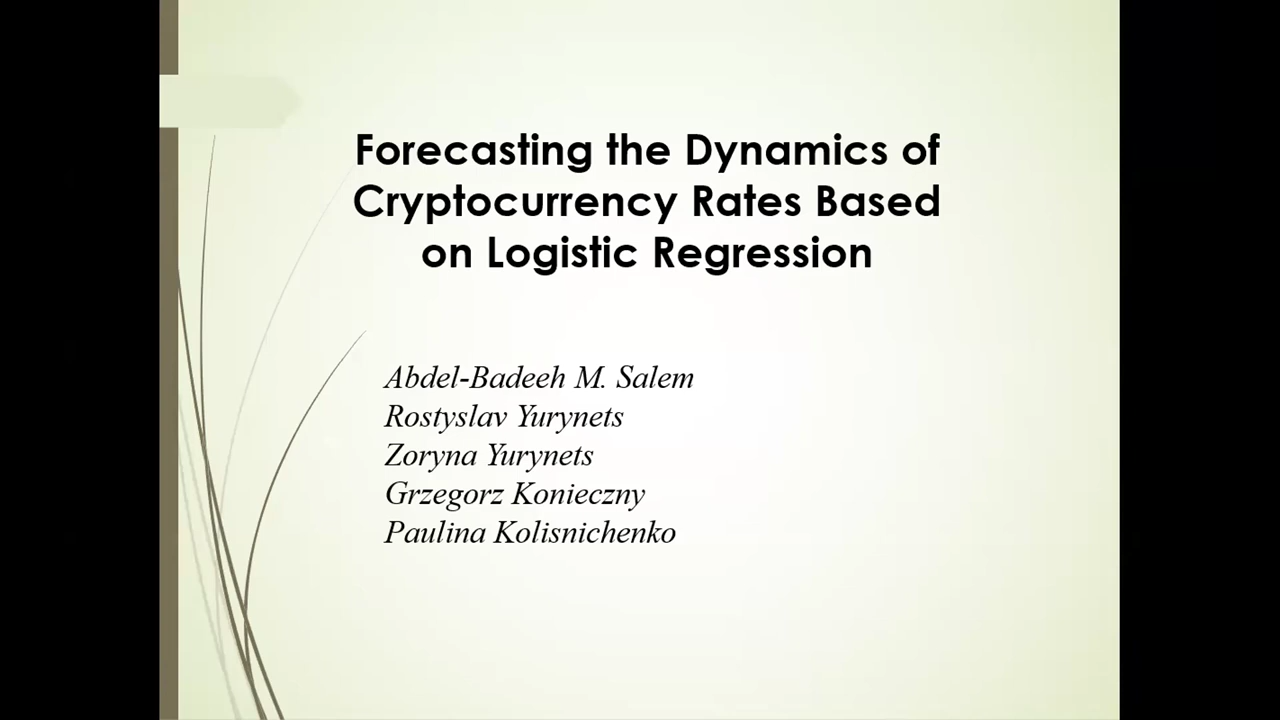 Forecasting the Dynamics of
Cryptocurrency Rates Based
on Logistic Regression
Abdel-Badeeh M. Salem
Rostyslav Yurynets
Zoryna Yurynets
Grzegorz Konieczny
Paulina Kolisnichenko